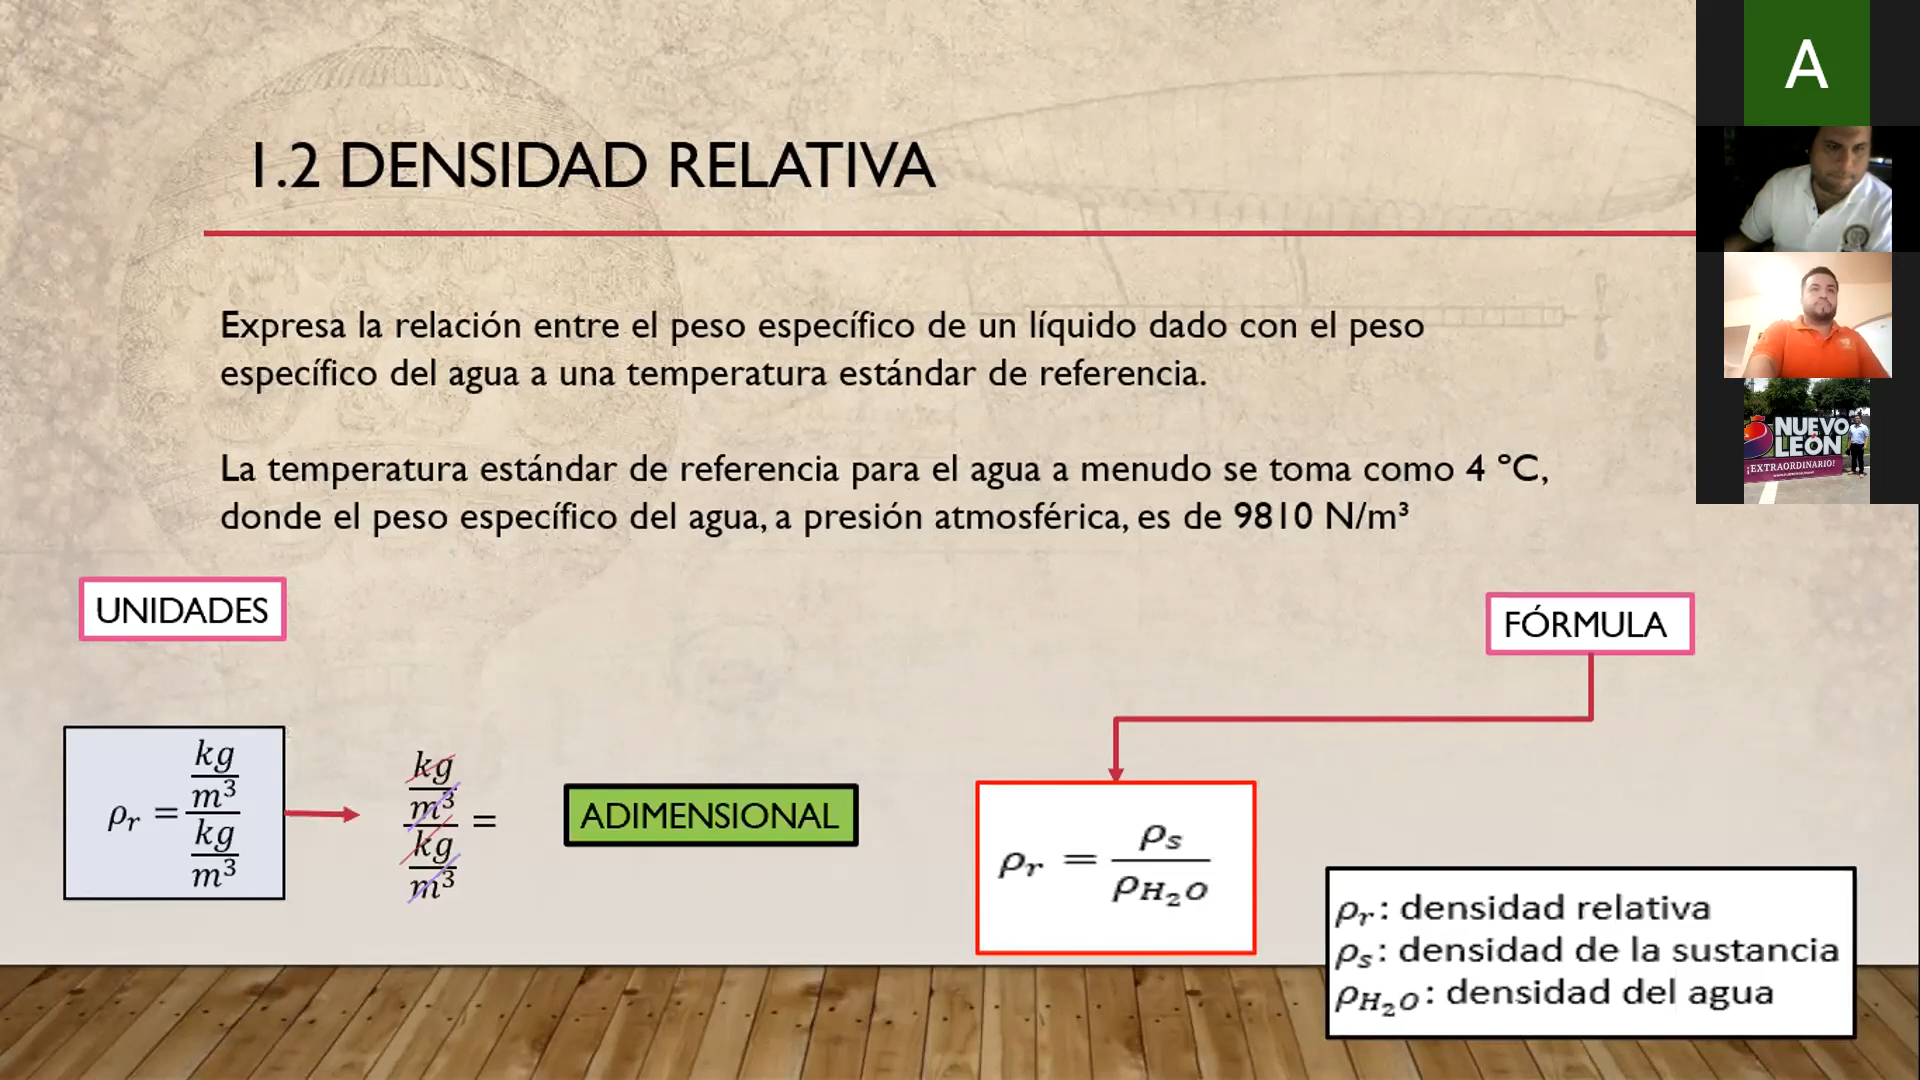 1.2 DENSIDAD RELATIVA
Expresa la relación entre el peso específico de un líquido dado con el peso
específico del agua a una temperatura estándar de referencia.
La temperatura estándar de referencia para el agua a menudo se toma como 4 °C,
donde el peso específico del agua, a presión atmosférica, es de 9810 N/m³
UNIDADES
FÓRMULA
ρᵣ = (kg/m³)/(kg/m³)
(kg/m³)/(kg/m³) =
ADIMENSIONAL
ρᵣ = ρₛ/ρH₂O
ρᵣ: densidad relativa
ρₛ: densidad de la sustancia
ρH₂O: densidad del agua
A
NUEVO
LEÓN
¡EXTRAORDINARIO!